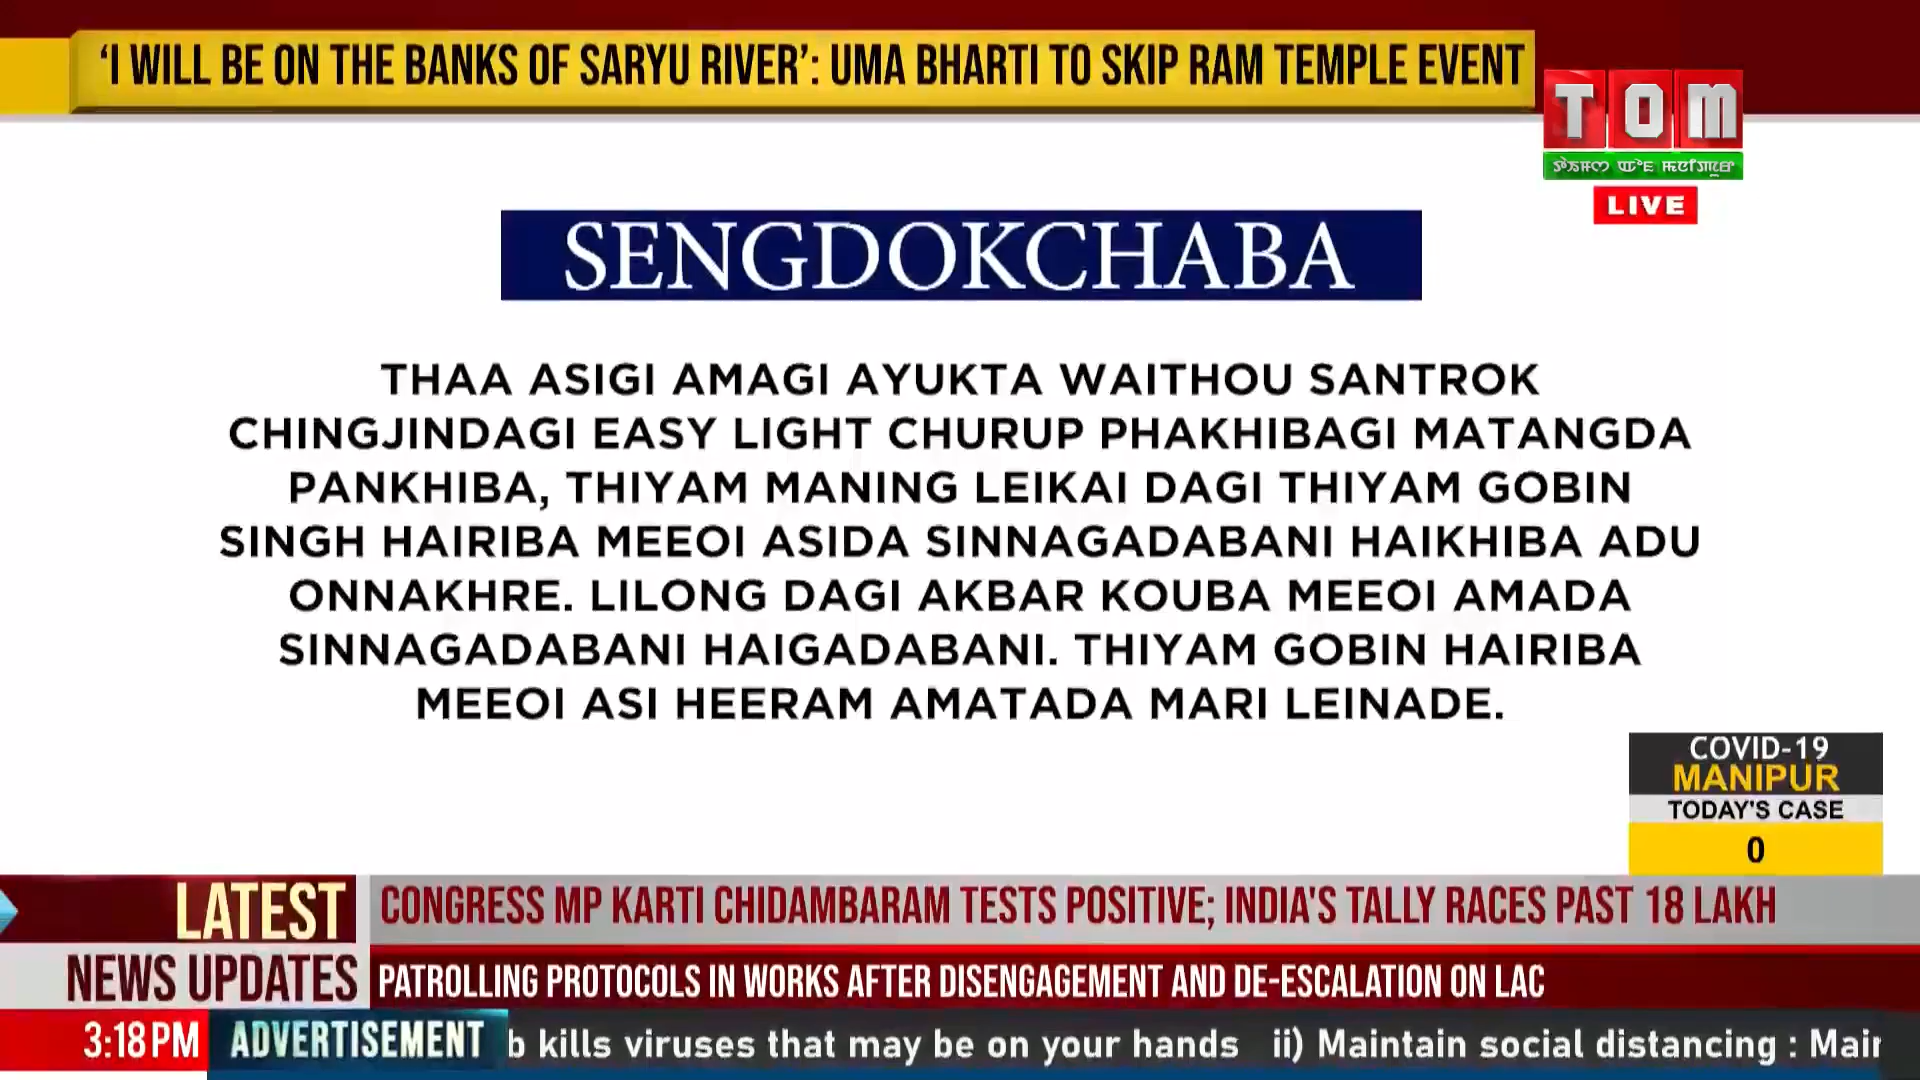 ‘I WILL BE ON THE BANKS OF SARYU RIVER’: UMA BHARTI TO SKIP RAM TEMPLE EVENT
TOM
LIVE
SENGDOKCHABA
THAA ASIGI AMAGI AYUKTA WAITHOU SANTROK
CHINGJINDAGI EASY LIGHT CHURUP PHAKHIBAGI MATANGDA
PANKHIBA, THIYAM MANING LEIKAI DAGI THIYAM GOBIN
SINGH HAIRIBA MEEOI ASIDA SINNAGADABANI HAIKHIBA ADU
ONNAKHRE. LILONG DAGI AKBAR KOUBA MEEOI AMADA
SINNAGADABANI HAIGADABANI. THIYAM GOBIN HAIRIBA
MEEOI ASI HEERAM AMATADA MARI LEINADE.
COVID-19
MANIPUR
TODAY'S CASE
0
LATEST
NEWS UPDATES
CONGRESS MP KARTI CHIDAMBARAM TESTS POSITIVE; INDIA'S TALLY RACES PAST 18 LAKH
PATROLLING PROTOCOLS IN WORKS AFTER DISENGAGEMENT AND DE-ESCALATION ON LAC
3:18 PM
ADVERTISEMENT
b kills viruses that may be on your hands ii) Maintain social distancing : Mair